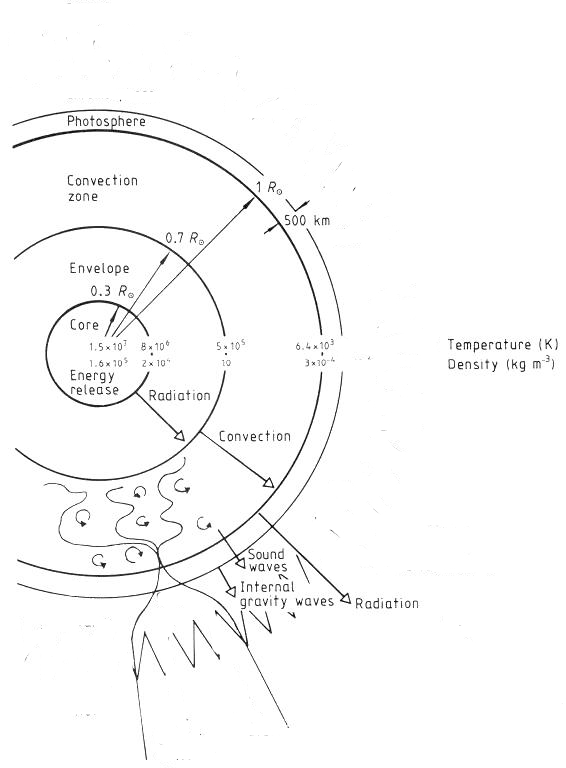 Photosphere
Convection
zone
1 R☉
500 km
0.7 R☉
Envelope
0.3 R☉
Core
1.5×10⁷ 8×10⁶ 5×10⁵ 6.4×10³ Temperature (K)
1.6×10⁵ 2×10⁴ 10 3×10⁻⁴ Density (kg m⁻³)
Energy
release
Radiation
Convection
Sound
waves
Internal
gravity waves
Radiation